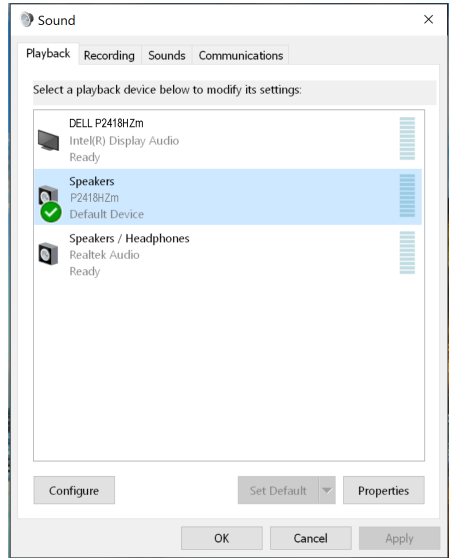 Sound
Playback Recording Sounds Communications
Select a playback device below to modify its settings:
DELL P2418HZm
Intel(R) Display Audio
Ready
Speakers
P2418HZm
Default Device
Speakers / Headphones
Realtek Audio
Ready
Configure Set Default Properties
OK Cancel Apply